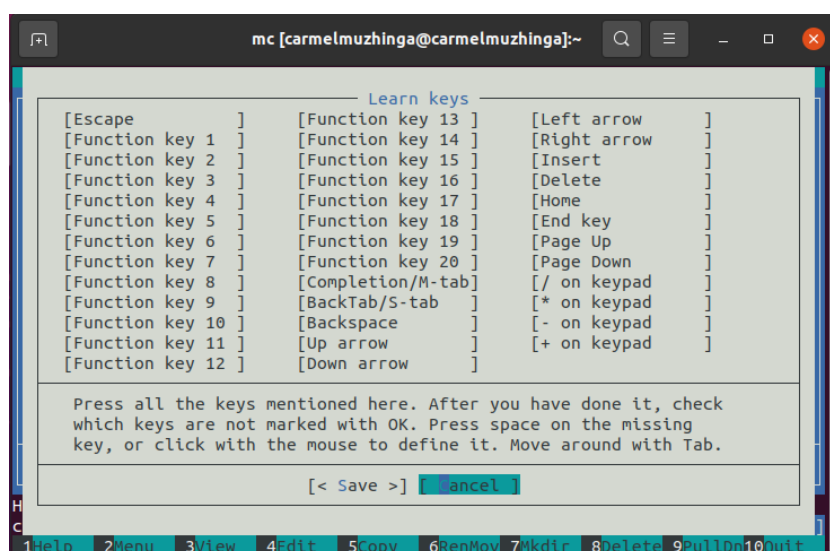 mc [carmelmuzhinga@carmelmuzhinga]:~
Learn keys
[Escape ] [Function key 13 ] [Left arrow ]
[Function key 1 ] [Function key 14 ] [Right arrow ]
[Function key 2 ] [Function key 15 ] [Insert ]
[Function key 3 ] [Function key 16 ] [Delete ]
[Function key 4 ] [Function key 17 ] [Home ]
[Function key 5 ] [Function key 18 ] [End key ]
[Function key 6 ] [Function key 19 ] [Page Up ]
[Function key 7 ] [Function key 20 ] [Page Down ]
[Function key 8 ] [Completion/M-tab] [/ on keypad ]
[Function key 9 ] [BackTab/S-tab ] [* on keypad ]
[Function key 10 ] [Backspace ] [- on keypad ]
[Function key 11 ] [Up arrow ] [+ on keypad ]
[Function key 12 ] [Down arrow ]
Press all the keys mentioned here. After you have done it, check
which keys are not marked with OK. Press space on the missing
key, or click with the mouse to define it. Move around with Tab.
[< Save >] [ Cancel ]
H
c ]
1Help 2Menu 3View 4Edit 5Copy 6RenMov 7Mkdir 8Delete 9PullDn 10Quit